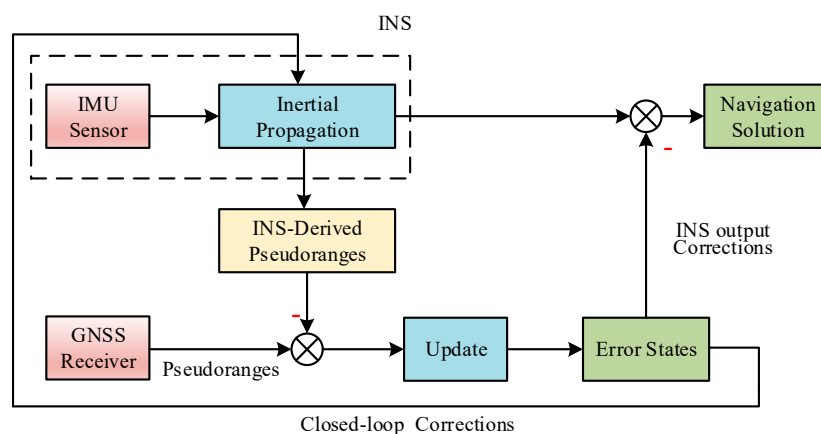 INS
IMU
Sensor
Inertial
Propagation
Navigation
Solution
-
INS-Derived
Pseudoranges
INS output
Corrections
-
GNSS
Receiver
Pseudoranges
Update
Error States
Closed-loop Corrections